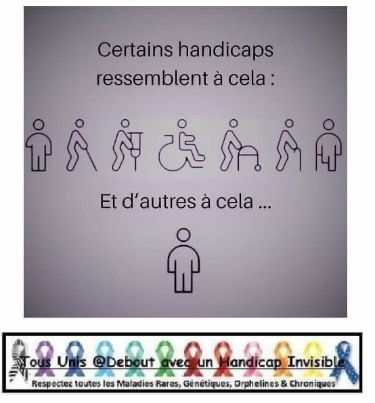 Certains handicaps
ressemblent à cela :
Et d'autres à cela ...
Tous Unis @Debout avec un Handicap Invisible
Respectez toutes les Maladies Rares, Génétiques, Orphelines & Chroniques